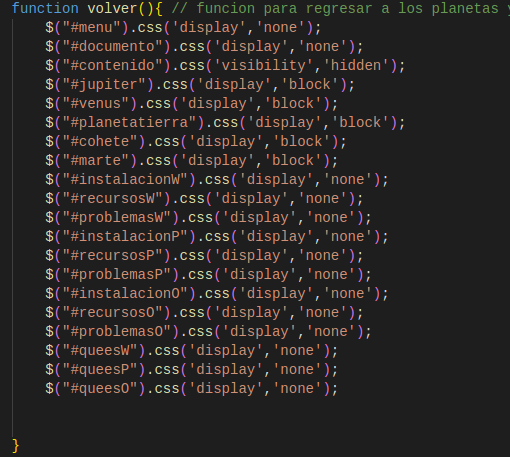 function volver(){ // funcion para regresar a los planetas y
$("#menu").css('display','none');
$("#documento").css('display','none');
$("#contenido").css('visibility','hidden');
$("#jupiter").css('display','block');
$("#venus").css('display','block');
$("#planetatierra").css('display','block');
$("#cohete").css('display','block');
$("#marte").css('display','block');
$("#instalacionW").css('display','none');
$("#recursosW").css('display','none');
$("#problemasW").css('display','none');
$("#instalacionP").css('display','none');
$("#recursosP").css('display','none');
$("#problemasP").css('display','none');
$("#instalacionO").css('display','none');
$("#recursosO").css('display','none');
$("#problemasO").css('display','none');
$("#queesW").css('display','none');
$("#queesP").css('display','none');
$("#queesO").css('display','none');
}